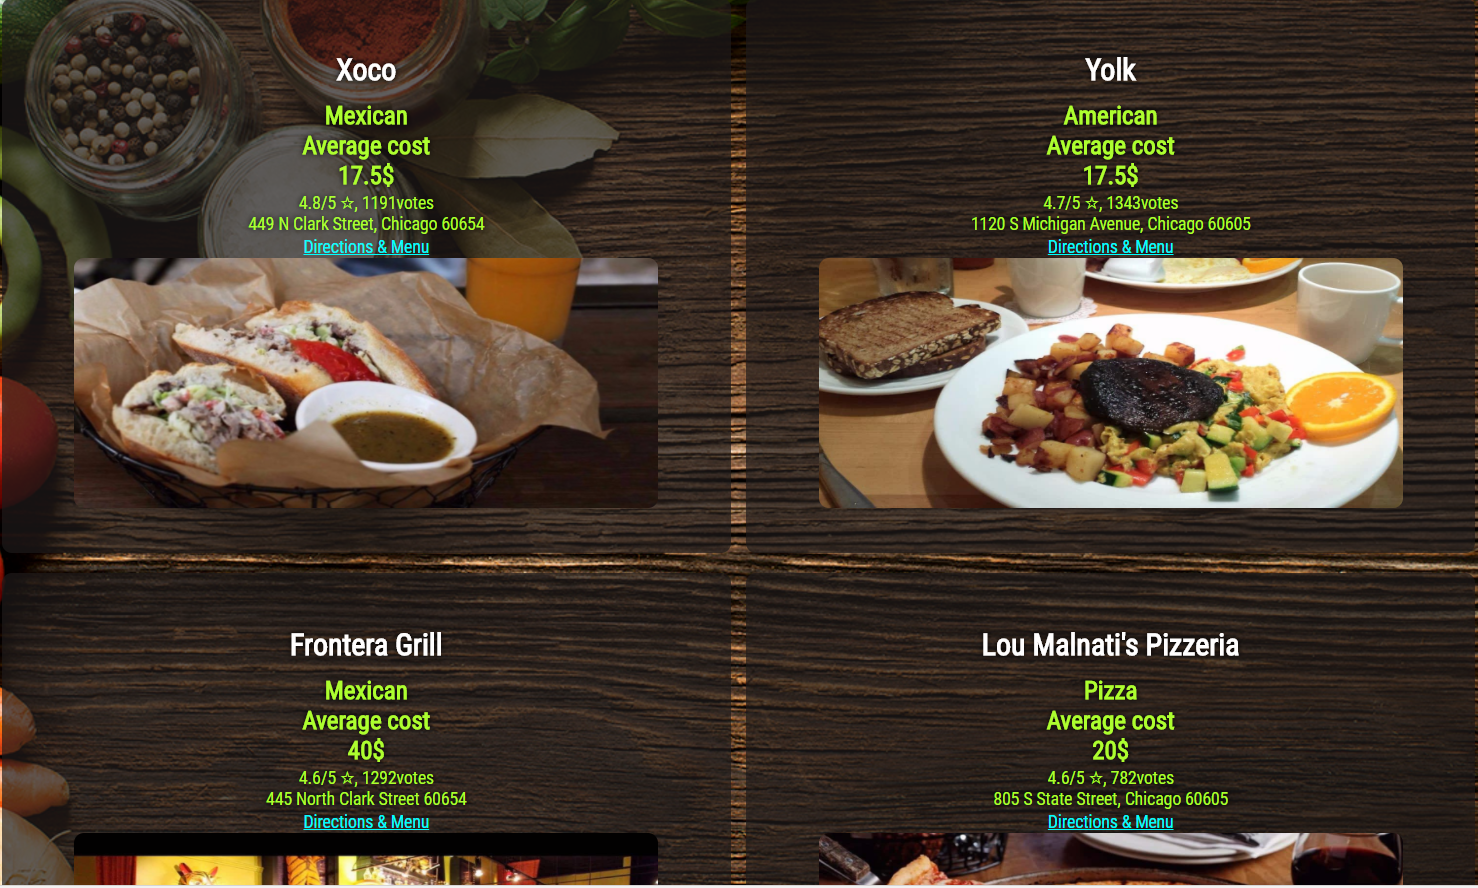 Xoco
Mexican
Average cost
17.5$
4.8/5 ☆, 1191votes
449 N Clark Street, Chicago 60654
Directions & Menu
Yolk
American
Average cost
17.5$
4.7/5 ☆, 1343votes
1120 S Michigan Avenue, Chicago 60605
Directions & Menu
Frontera Grill
Mexican
Average cost
40$
4.6/5 ☆, 1292votes
445 North Clark Street 60654
Directions & Menu
Lou Malnati's Pizzeria
Pizza
Average cost
20$
4.6/5 ☆, 782votes
805 S State Street, Chicago 60605
Directions & Menu